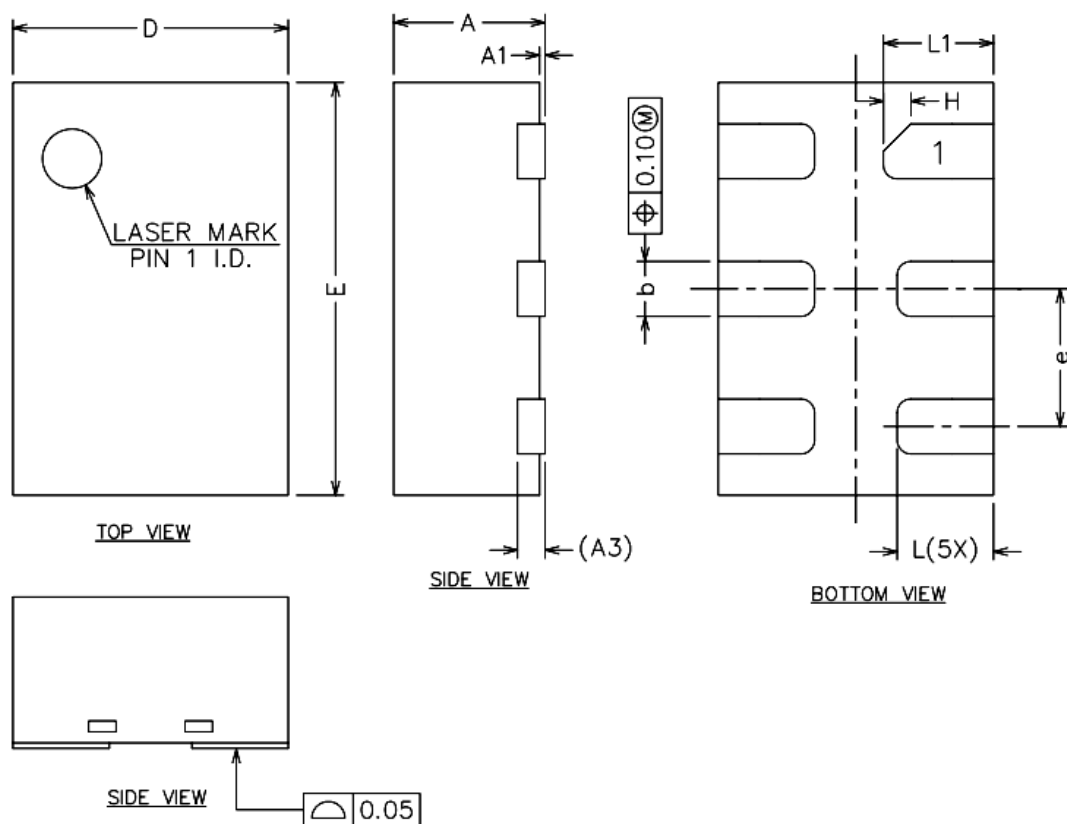 D
A
A1
L1
H
1
0.10Ⓜ
LASER MARK
PIN 1 I.D.
E
b
e
TOP VIEW
(A3)
SIDE VIEW
L(5X)
BOTTOM VIEW
SIDE VIEW
0.05